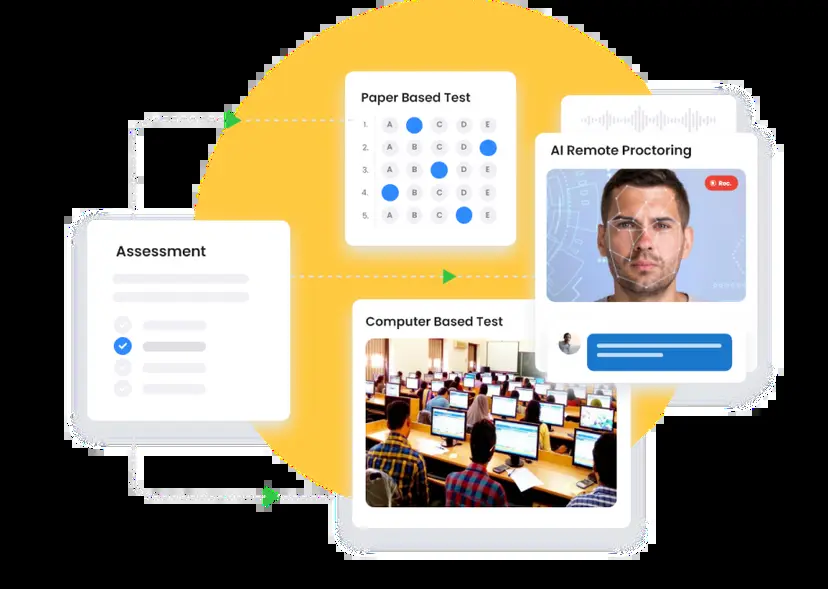 Paper Based Test
1. A C D E
2. A B C D
3. A B D E
4. B C D E
5. A B C E
AI Remote Proctoring
Rec.
Assessment
Computer Based Test